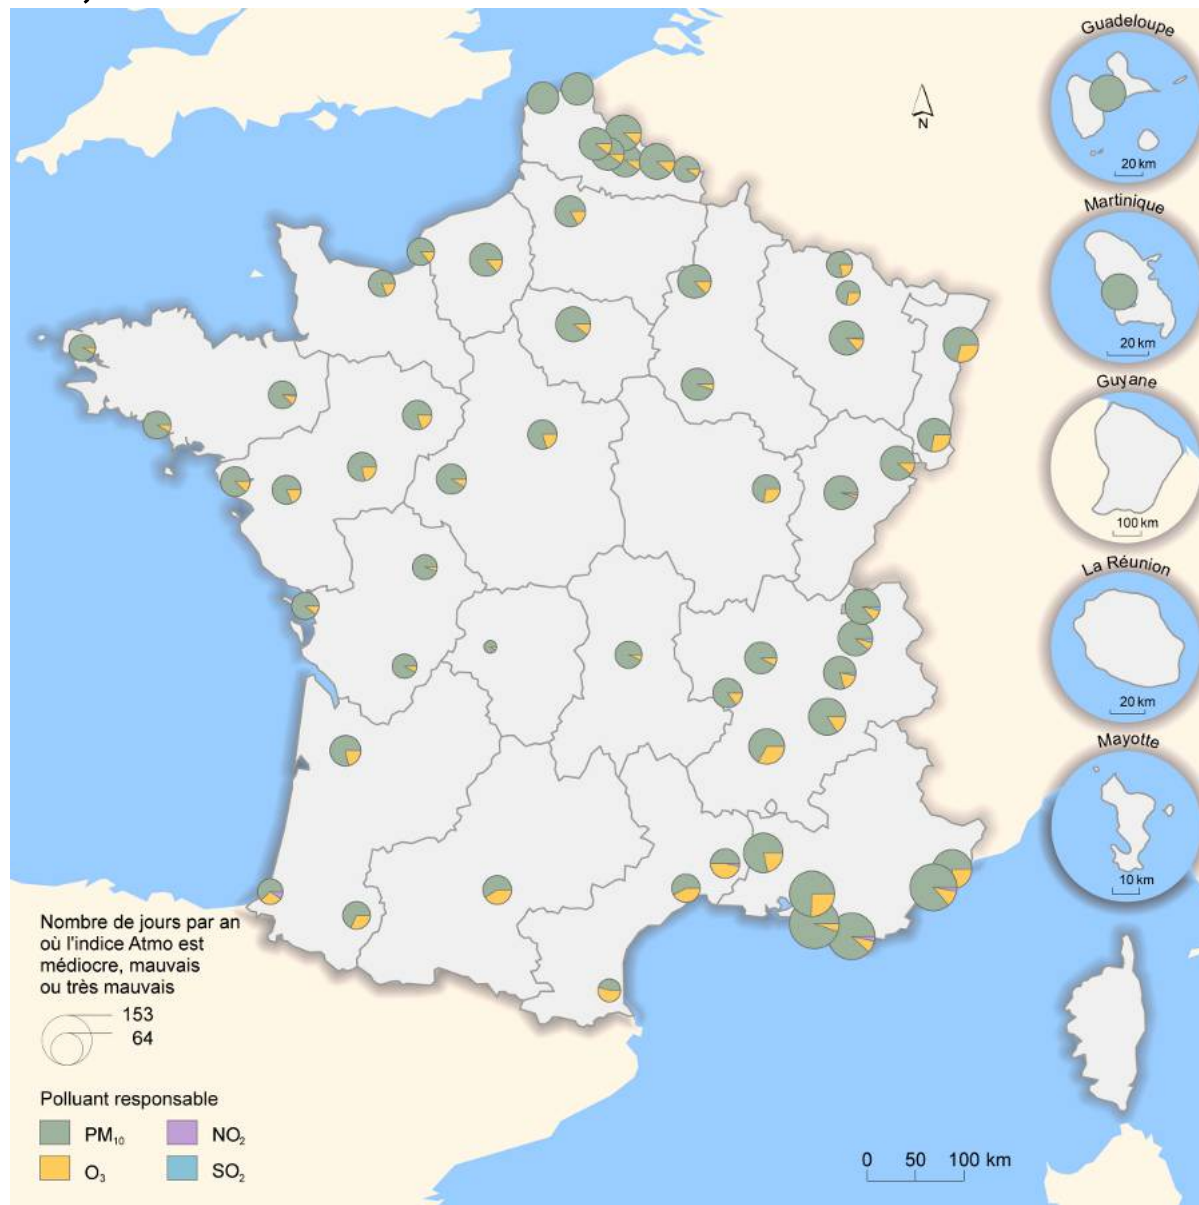 Guadeloupe
20 km
N
Martinique
20 km
Guyane
100 km
La Réunion
20 km
Mayotte
10 km
Nombre de jours par an
où l'indice Atmo est
médiocre, mauvais
ou très mauvais
153
64
Polluant responsable
PM₁₀
NO₂
O₃
SO₂
0 50 100 km